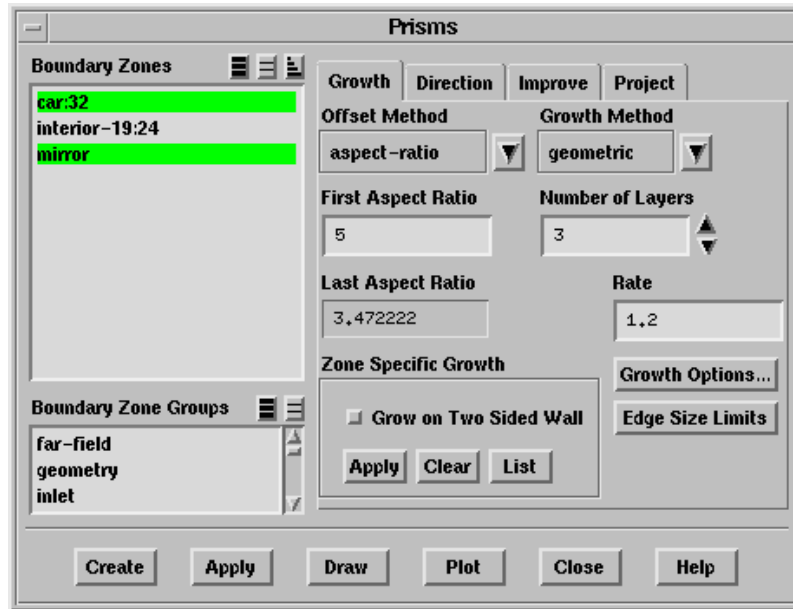 Prisms
Boundary Zones
car:32
interior-19:24
mirror
Boundary Zone Groups
far-field
geometry
inlet
Growth Direction Improve Project
Offset Method Growth Method
aspect-ratio geometric
First Aspect Ratio Number of Layers
5 3
Last Aspect Ratio Rate
3.472222 1.2
Zone Specific Growth
Grow on Two Sided Wall
Apply Clear List
Growth Options...
Edge Size Limits
Create Apply Draw Plot Close Help